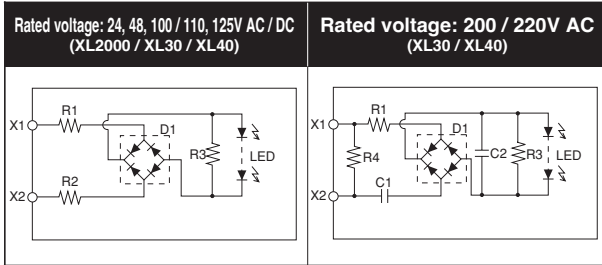 Rated voltage: 24, 48, 100 / 110, 125V AC / DC
(XL2000 / XL30 / XL40)
Rated voltage: 200 / 220V AC
(XL30 / XL40)
X1
R1
D1
R3
LED
X2
R2
X1
R1
D1
R4
C2
R3
LED
X2
C1